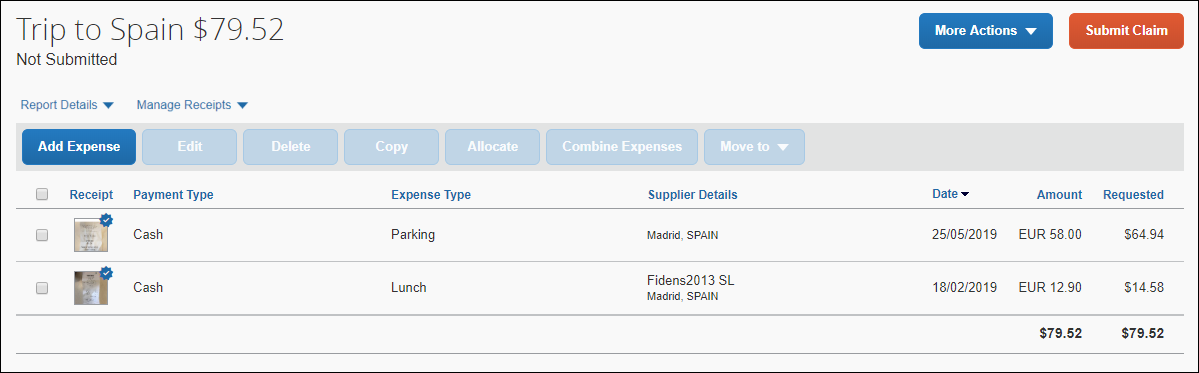 Trip to Spain $79.52
Not Submitted
More Actions
Submit Claim
Report Details
Manage Receipts
Add Expense
Edit
Delete
Copy
Allocate
Combine Expenses
Move to
Receipt Payment Type Expense Type Supplier Details Date Amount Requested
Cash Parking Madrid, SPAIN 25/05/2019 EUR 58.00 $64.94
Cash Lunch Fidens2013 SL 18/02/2019 EUR 12.90 $14.58
Madrid, SPAIN
$79.52 $79.52